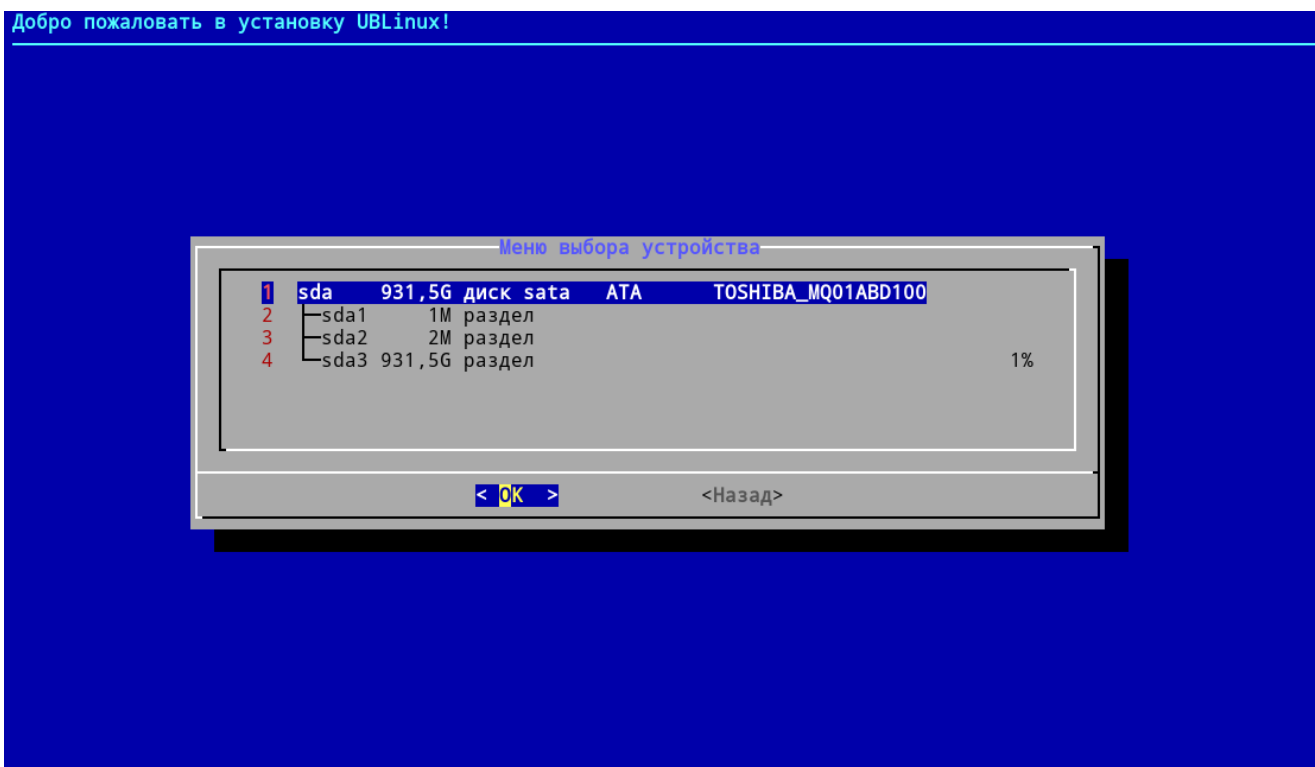 Добро пожаловать в установку UBLinux!
Меню выбора устройства
1 sda 931,5G диск sata ATA TOSHIBA_MQ01ABD100
2 ├─sda1 1M раздел
3 ├─sda2 2M раздел
4 └─sda3 931,5G раздел 1%
< OK > <Назад>